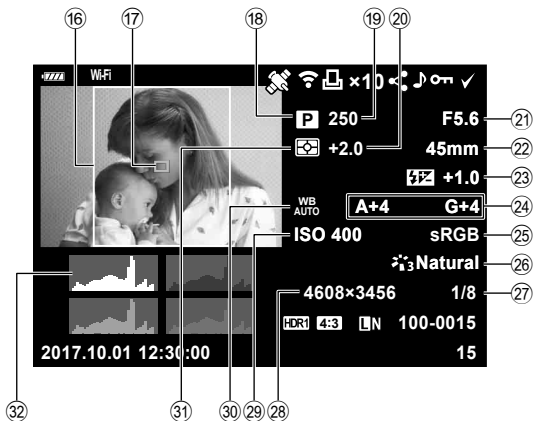 ⑯ ⑰ ⑱ ⑲ ⑳
Wi-Fi ×10
P 250 F5.6 ㉑
+2.0 45mm ㉒
+1.0 ㉓
WB AUTO A+4 G+4 ㉔
ISO 400 sRGB ㉕
3 Natural ㉖
4608×3456 1/8 ㉗
HDR1 4:3 LN 100-0015
2017.10.01 12:30:00 15
㉜ ㉛ ㉚ ㉙ ㉘